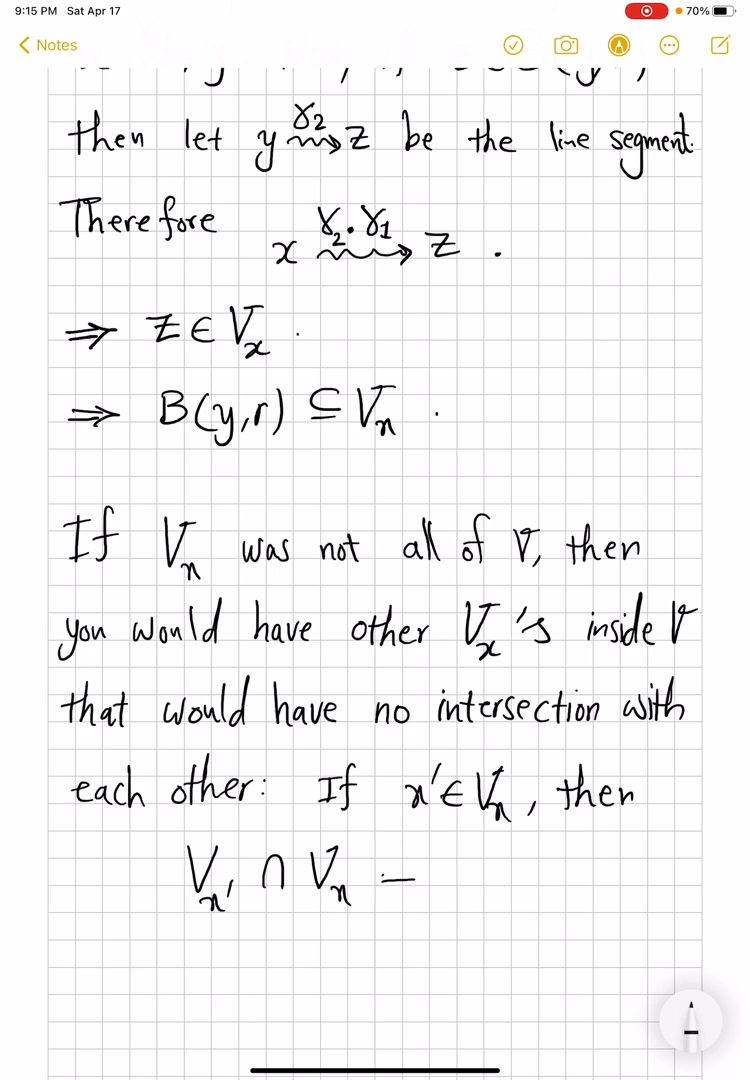 9:15 PM Sat Apr 17
70%
Notes
then let y γ₂⇝ z be the line segment.
Therefore x γ₂·γ₁⇝ z .
⇒ z ∈ Vₓ .
⇒ B(y,r) ⊆ Vₓ .
If Vₓ was not all of V, then
you would have other Vₓ's inside V
that would have no intersection with
each other: If x' ∈ Vₓ, then
Vₓ' ∩ Vₓ —